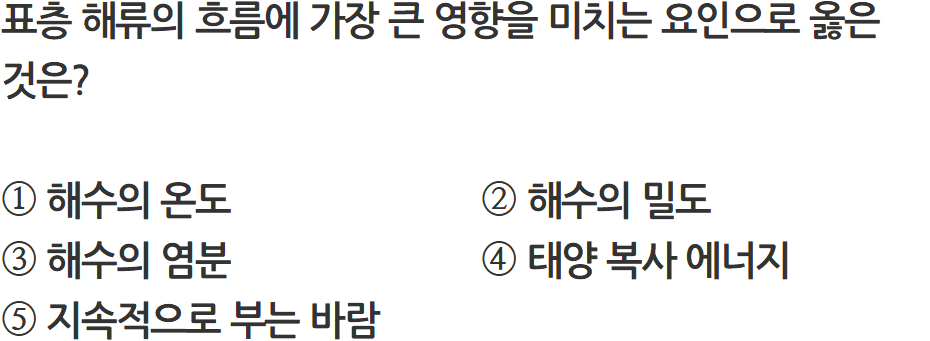 표층 해류의 흐름에 가장 큰 영향을 미치는 요인으로 옳은
것은?
① 해수의 온도 ② 해수의 밀도
③ 해수의 염분 ④ 태양 복사 에너지
⑤ 지속적으로 부는 바람